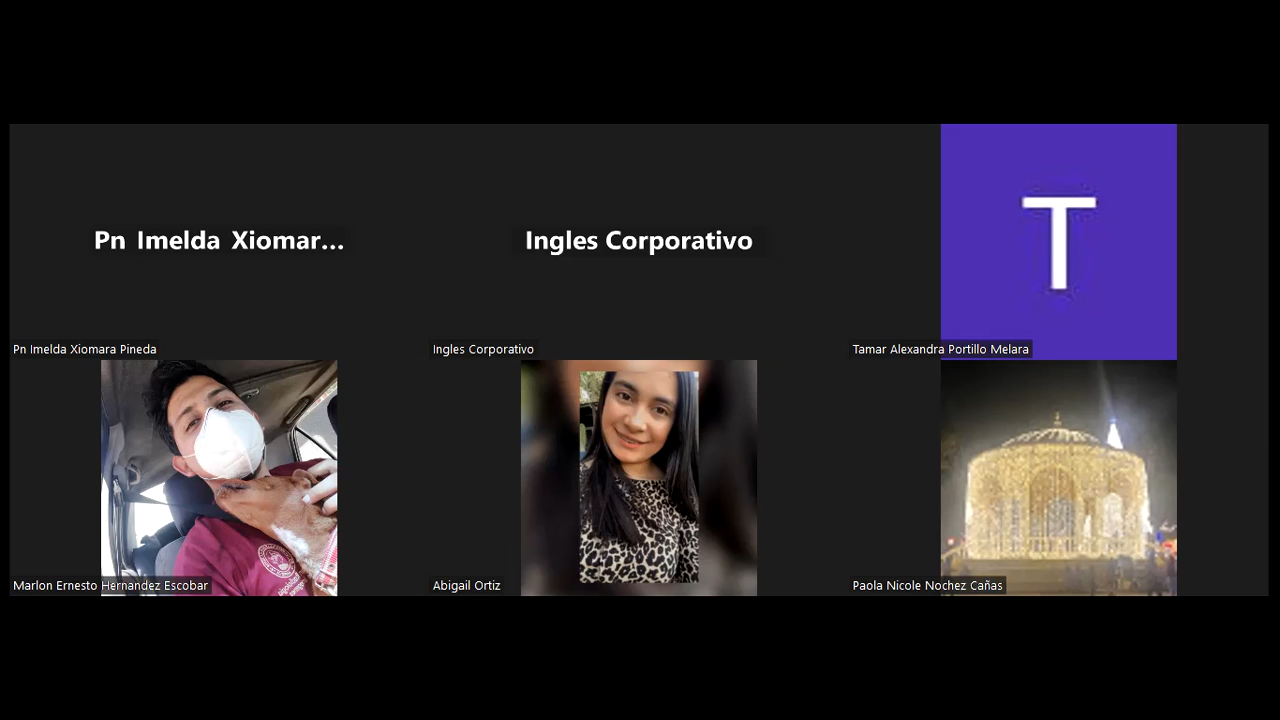 Pn Imelda Xiomar...
Ingles Corporativo
T
Pn Imelda Xiomara Pineda
Ingles Corporativo
Tamar Alexandra Portillo Melara
Marlon Ernesto Hernandez Escobar
Abigail Ortiz
Paola Nicole Nochez Cañas